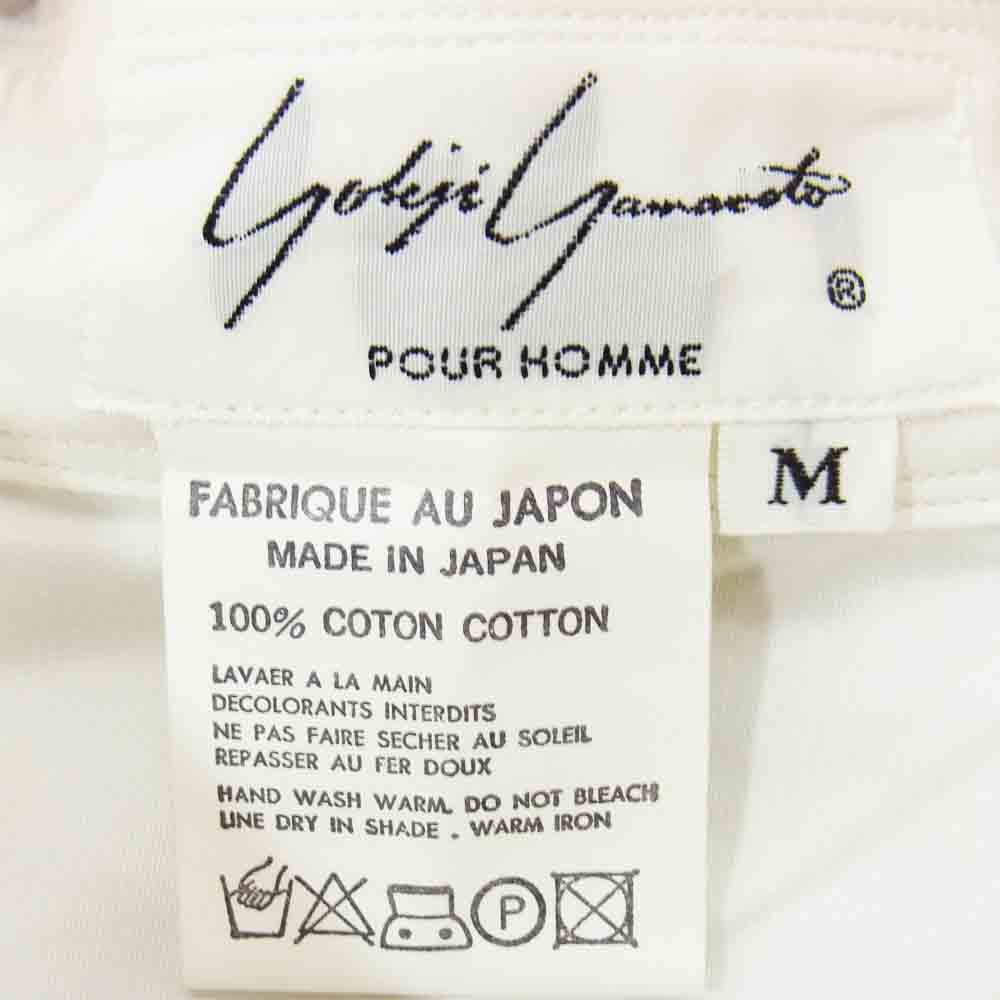 Yohji Yamamoto
®
POUR HOMME
M
FABRIQUE AU JAPON
MADE IN JAPAN
100% COTON COTTON
LAVAER A LA MAIN
DECOLORANTS INTERDITS
NE PAS FAIRE SECHER AU SOLEIL
REPASSER AU FER DOUX
HAND WASH WARM. DO NOT BLEACH
LINE DRY IN SHADE . WARM IRON
P